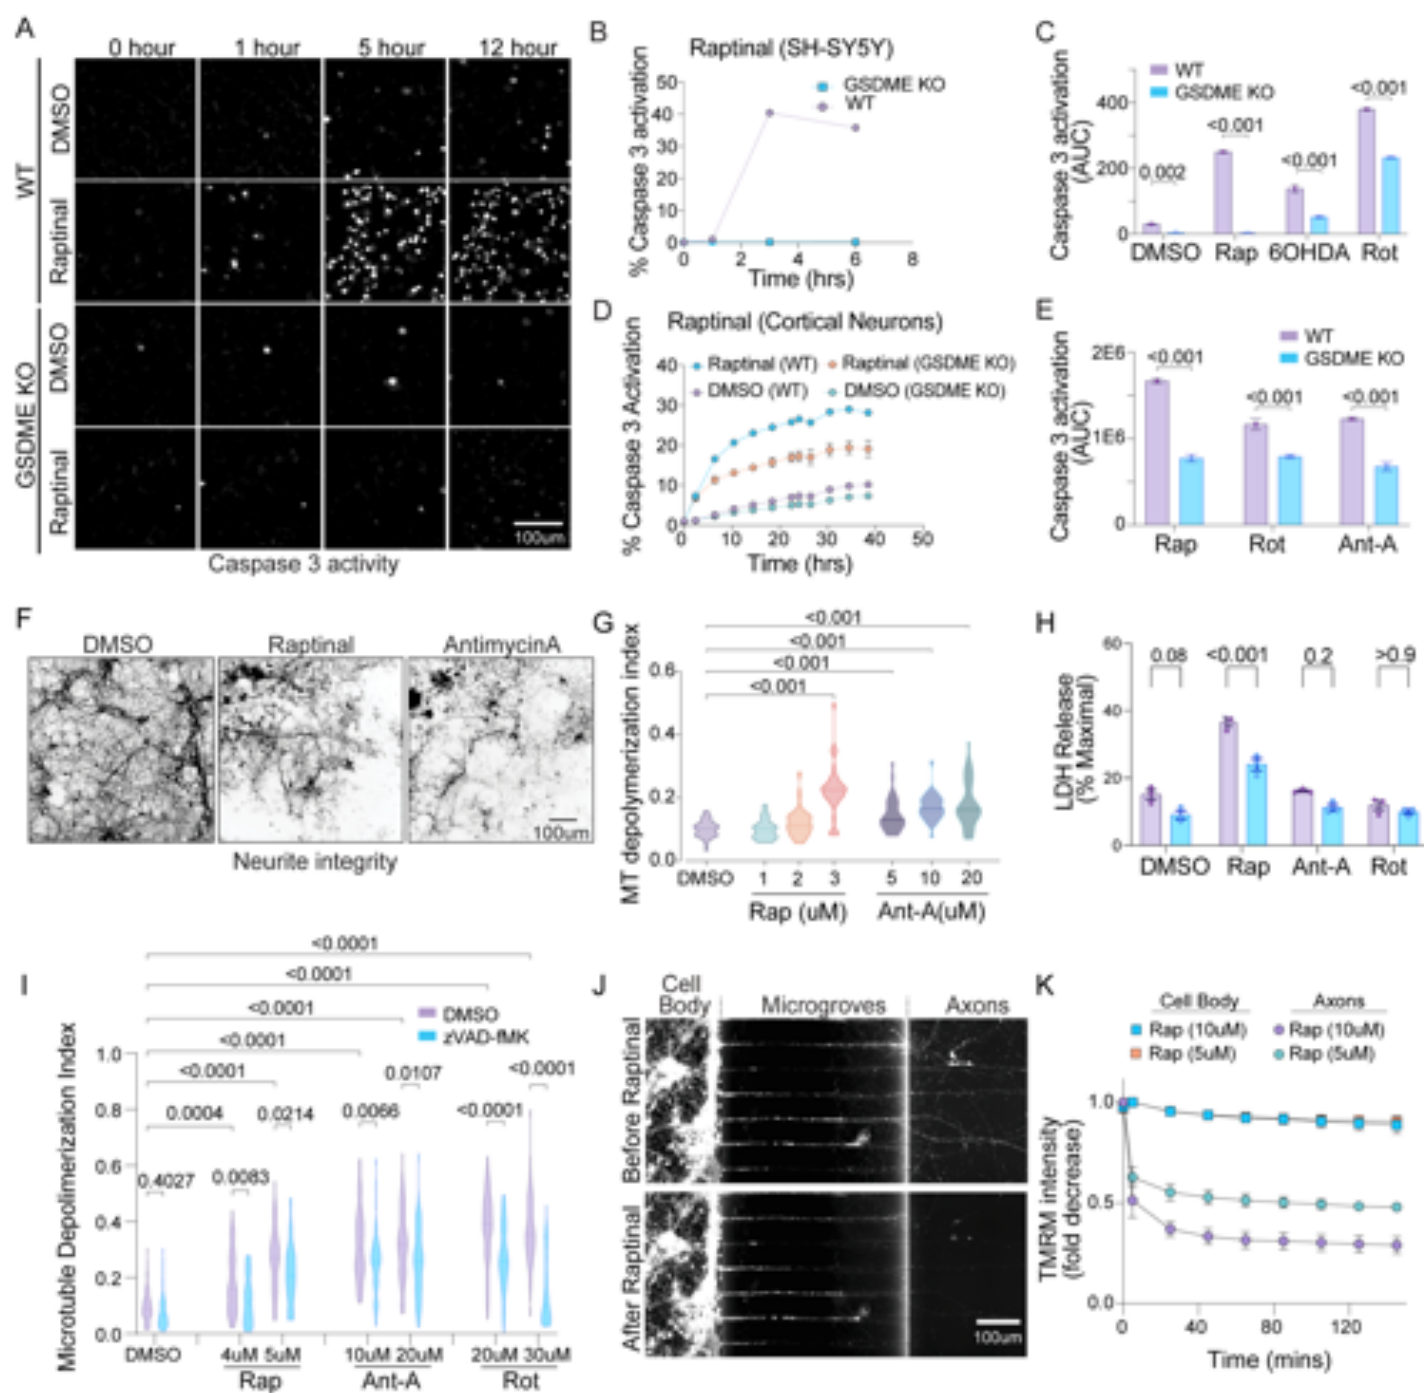 A
0 hour 1 hour 5 hour 12 hour
WT
DMSO
Raptinal
GSDME KO
DMSO
Raptinal
100um
Caspase 3 activity
B
Raptinal (SH-SY5Y)
% Caspase 3 activation
50
40
30
20
10
0
GSDME KO
WT
0 2 4 6 8
Time (hrs)
C
WT
GSDME KO
Caspase 3 activation
(AUC)
400
200
0
0.002
<0.001
<0.001
<0.001
DMSO Rap 6OHDA Rot
D
Raptinal (Cortical Neurons)
Raptinal (WT) Raptinal (GSDME KO)
DMSO (WT) DMSO (GSDME KO)
% Caspase 3 Activation
40
30
20
10
0
0 10 20 30 40 50
Time (hrs)
E
WT
GSDME KO
Caspase 3 activation
(AUC)
2E6
1E6
0
<0.001
<0.001
<0.001
Rap Rot Ant-A
F
DMSO Raptinal AntimycinA
100um
Neurite integrity
G
MT depolymerization index
<0.001
<0.001
<0.001
<0.001
0.6
0.4
0.2
0.0
DMSO 1 2 3 5 10 20
Rap (uM) Ant-A(uM)
H
LDH Release
(% Maximal)
60
40
20
0
0.08 <0.001 0.2 >0.9
DMSO Rap Ant-A Rot
I
<0.0001
<0.0001
<0.0001
<0.0001
<0.0001
0.0004
0.4027
0.0083
0.0214
0.0066
0.0107
<0.0001
<0.0001
DMSO
zVAD-fMK
Microtuble Depolimerization Index
1.0
0.8
0.6
0.4
0.2
0.0
DMSO 4uM 5uM 10uM 20uM 20uM 30uM
Rap Ant-A Rot
J
Cell
Body Microgroves Axons
Before Raptinal
After Raptinal
100um
K
Cell Body Axons
Rap (10uM) Rap (10uM)
Rap (5uM) Rap (5uM)
TMRM intensity
(fold decrease)
1.0
0.5
0.0
0 40 80 120
Time (mins)